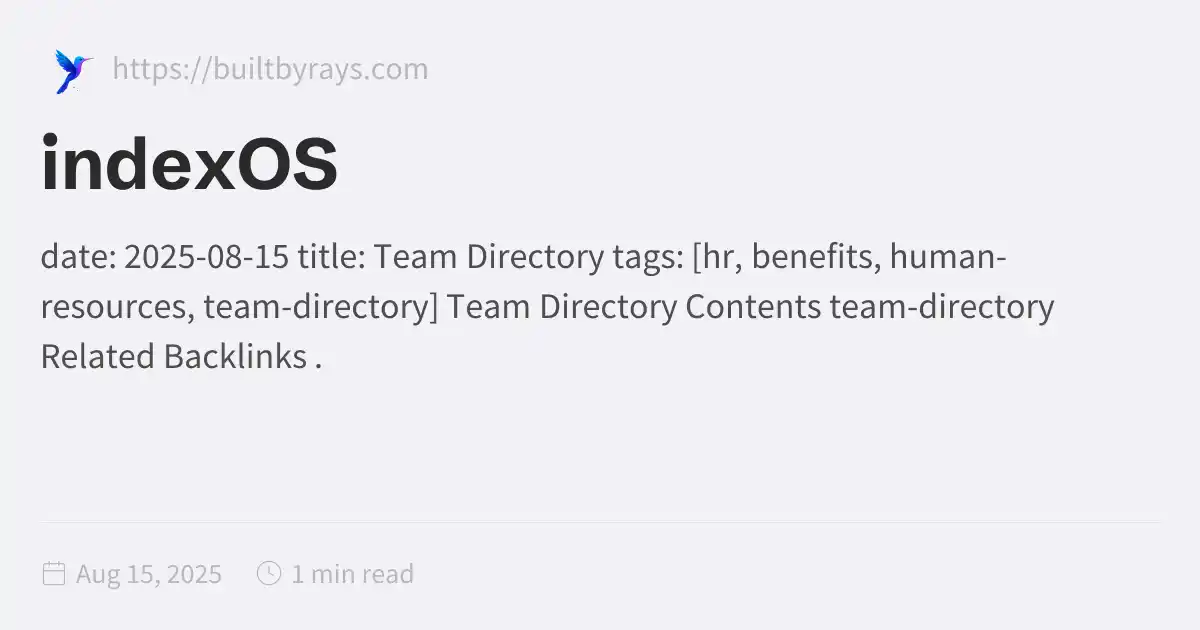 https://builtbyrays.com
indexOS
date: 2025-08-15 title: Team Directory tags: [hr, benefits, human-
resources, team-directory] Team Directory Contents team-directory
Related Backlinks .
Aug 15, 2025 1 min read